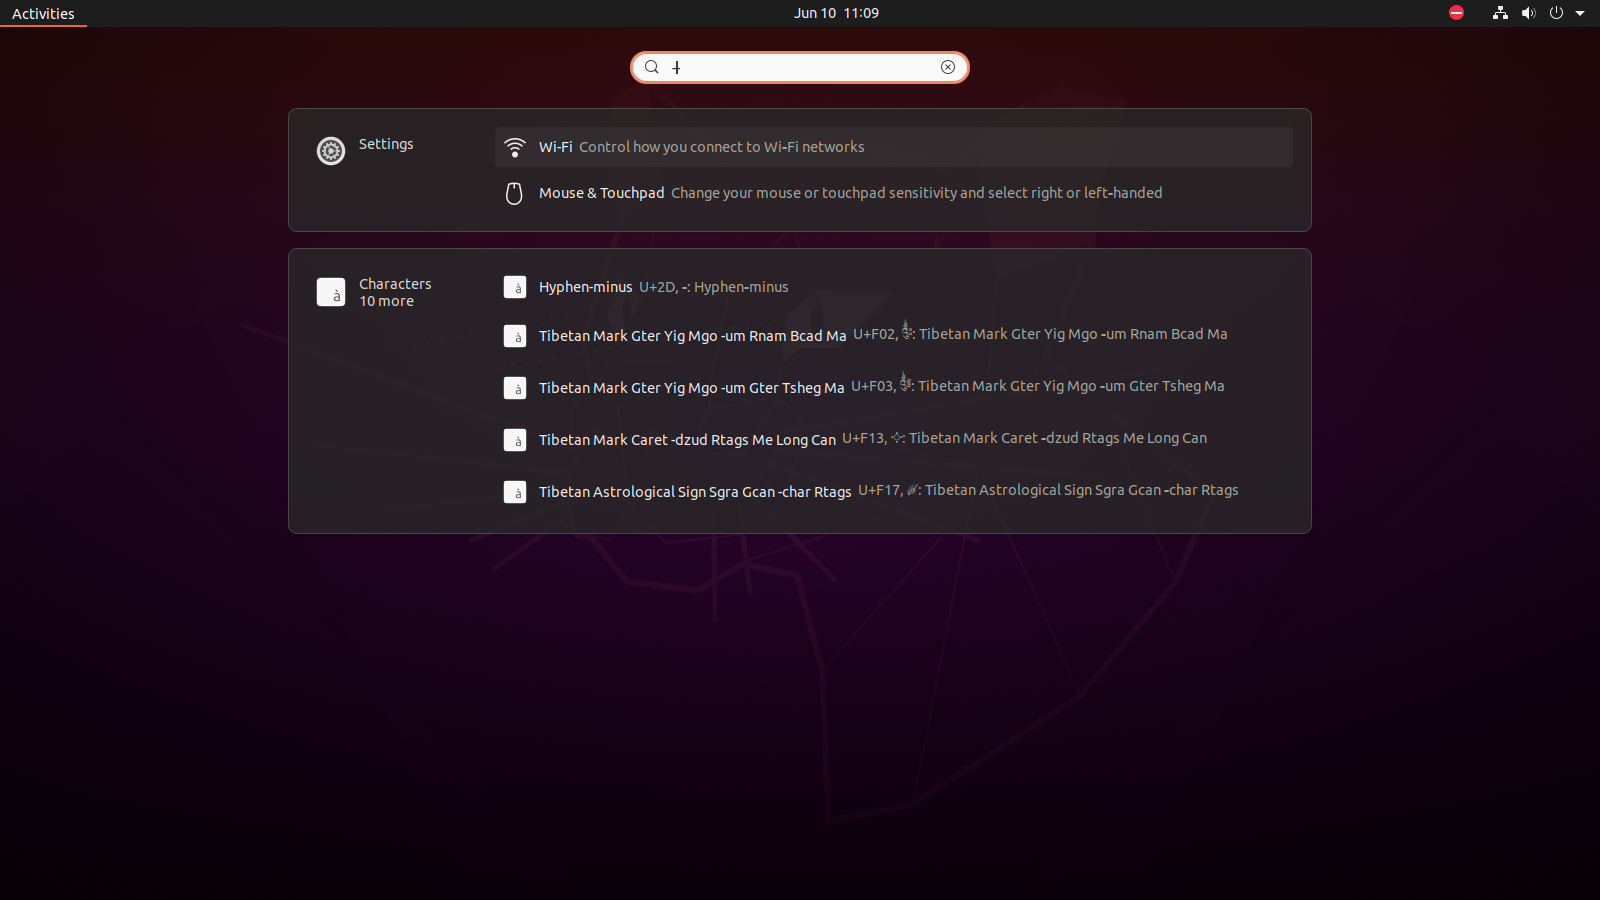 Activities
Jun 10 11:09
-
Settings
Wi-Fi Control how you connect to Wi-Fi networks
Mouse & Touchpad Change your mouse or touchpad sensitivity and select right or left-handed
Characters
10 more
Hyphen-minus U+2D, -: Hyphen-minus
Tibetan Mark Gter Yig Mgo -um Rnam Bcad Ma U+F02, ༂: Tibetan Mark Gter Yig Mgo -um Rnam Bcad Ma
Tibetan Mark Gter Yig Mgo -um Gter Tsheg Ma U+F03, ༃: Tibetan Mark Gter Yig Mgo -um Gter Tsheg Ma
Tibetan Mark Caret -dzud Rtags Me Long Can U+F13, ༓: Tibetan Mark Caret -dzud Rtags Me Long Can
Tibetan Astrological Sign Sgra Gcan -char Rtags U+F17, ༗: Tibetan Astrological Sign Sgra Gcan -char Rtags